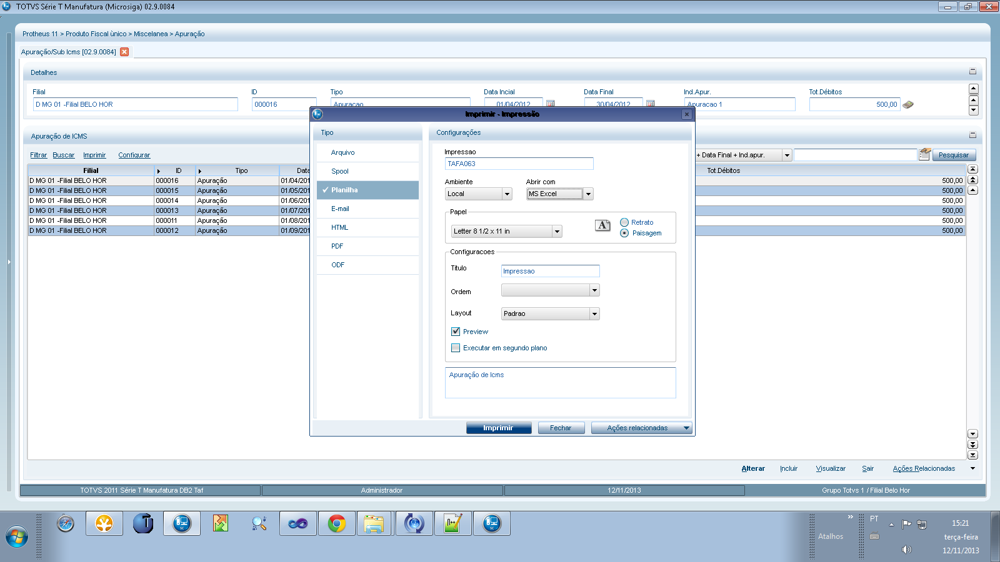 TOTVS Série T Manufatura (Microsiga) 02.9.0084
Protheus 11 > Produto Fiscal ùnico > Miscelanea > Apuração
Apuração/Sub Icms [02.9.0084]
Detalhes
Filial ID Tipo Data Incial Data Final Ind.Apur. Tot.Débitos
D MG 01 -Filial BELO HOR 000016 Apuracao 01/04/2012 30/04/2012 Apuracao 1 500,00
Apuração de ICMS
Filtrar Buscar Imprimir Configurar
+ Data Final + Ind.apur. Pesquisar
Filial ID Tipo Data Tot.Débitos
D MG 01 -Filial BELO HOR 000016 Apuração 01/04/201 500,00
D MG 01 -Filial BELO HOR 000015 Apuração 01/05/201 500,00
D MG 01 -Filial BELO HOR 000014 Apuração 01/06/201 500,00
D MG 01 -Filial BELO HOR 000013 Apuração 01/07/201 500,00
D MG 01 -Filial BELO HOR 000011 Apuração 01/08/201 500,00
D MG 01 -Filial BELO HOR 000012 Apuração 01/09/201 500,00
Imprimir - Impressão
Tipo
Arquivo
Spool
Planilha
E-mail
HTML
PDF
ODF
Configurações
Impressao
TAFA063
Ambiente Abrir com
Local MS Excel
Papel
Letter 8 1/2 x 11 in
A
Retrato
Paisagem
Configuracoes
Titulo Impressao
Ordem
Layout Padrao
Preview
Executar em segundo plano
Apuração de Icms
Imprimir Fechar Ações relacionadas
Alterar Incluir Visualizar Sair Ações Relacionadas
TOTVS 2011 Série T Manufatura DB2 Taf Administrador 12/11/2013 Grupo Totvs 1 / Filial Belo Hor
Atalhos
PT
15:21
terça-feira
12/11/2013